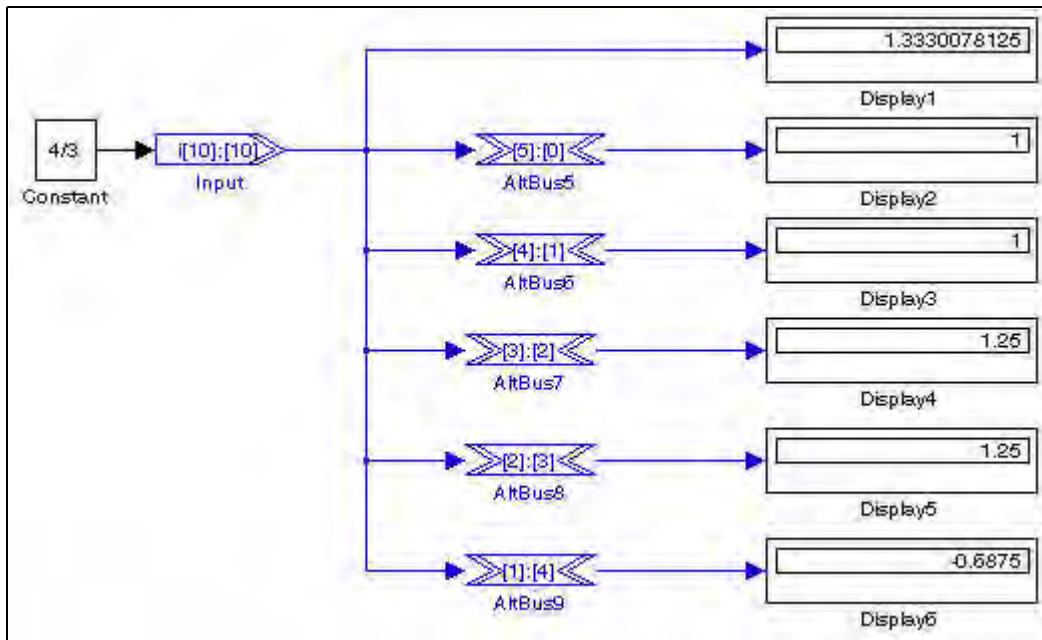 1.3330078125
Display1
4/3
Constant
i[10]:[10]
Input
[5]:[0]
AltBus5
1
Display2
[4]:[1]
AltBus6
1
Display3
[3]:[2]
AltBus7
1.25
Display4
[2]:[3]
AltBus8
1.25
Display5
[1]:[4]
AltBus9
-0.6875
Display6